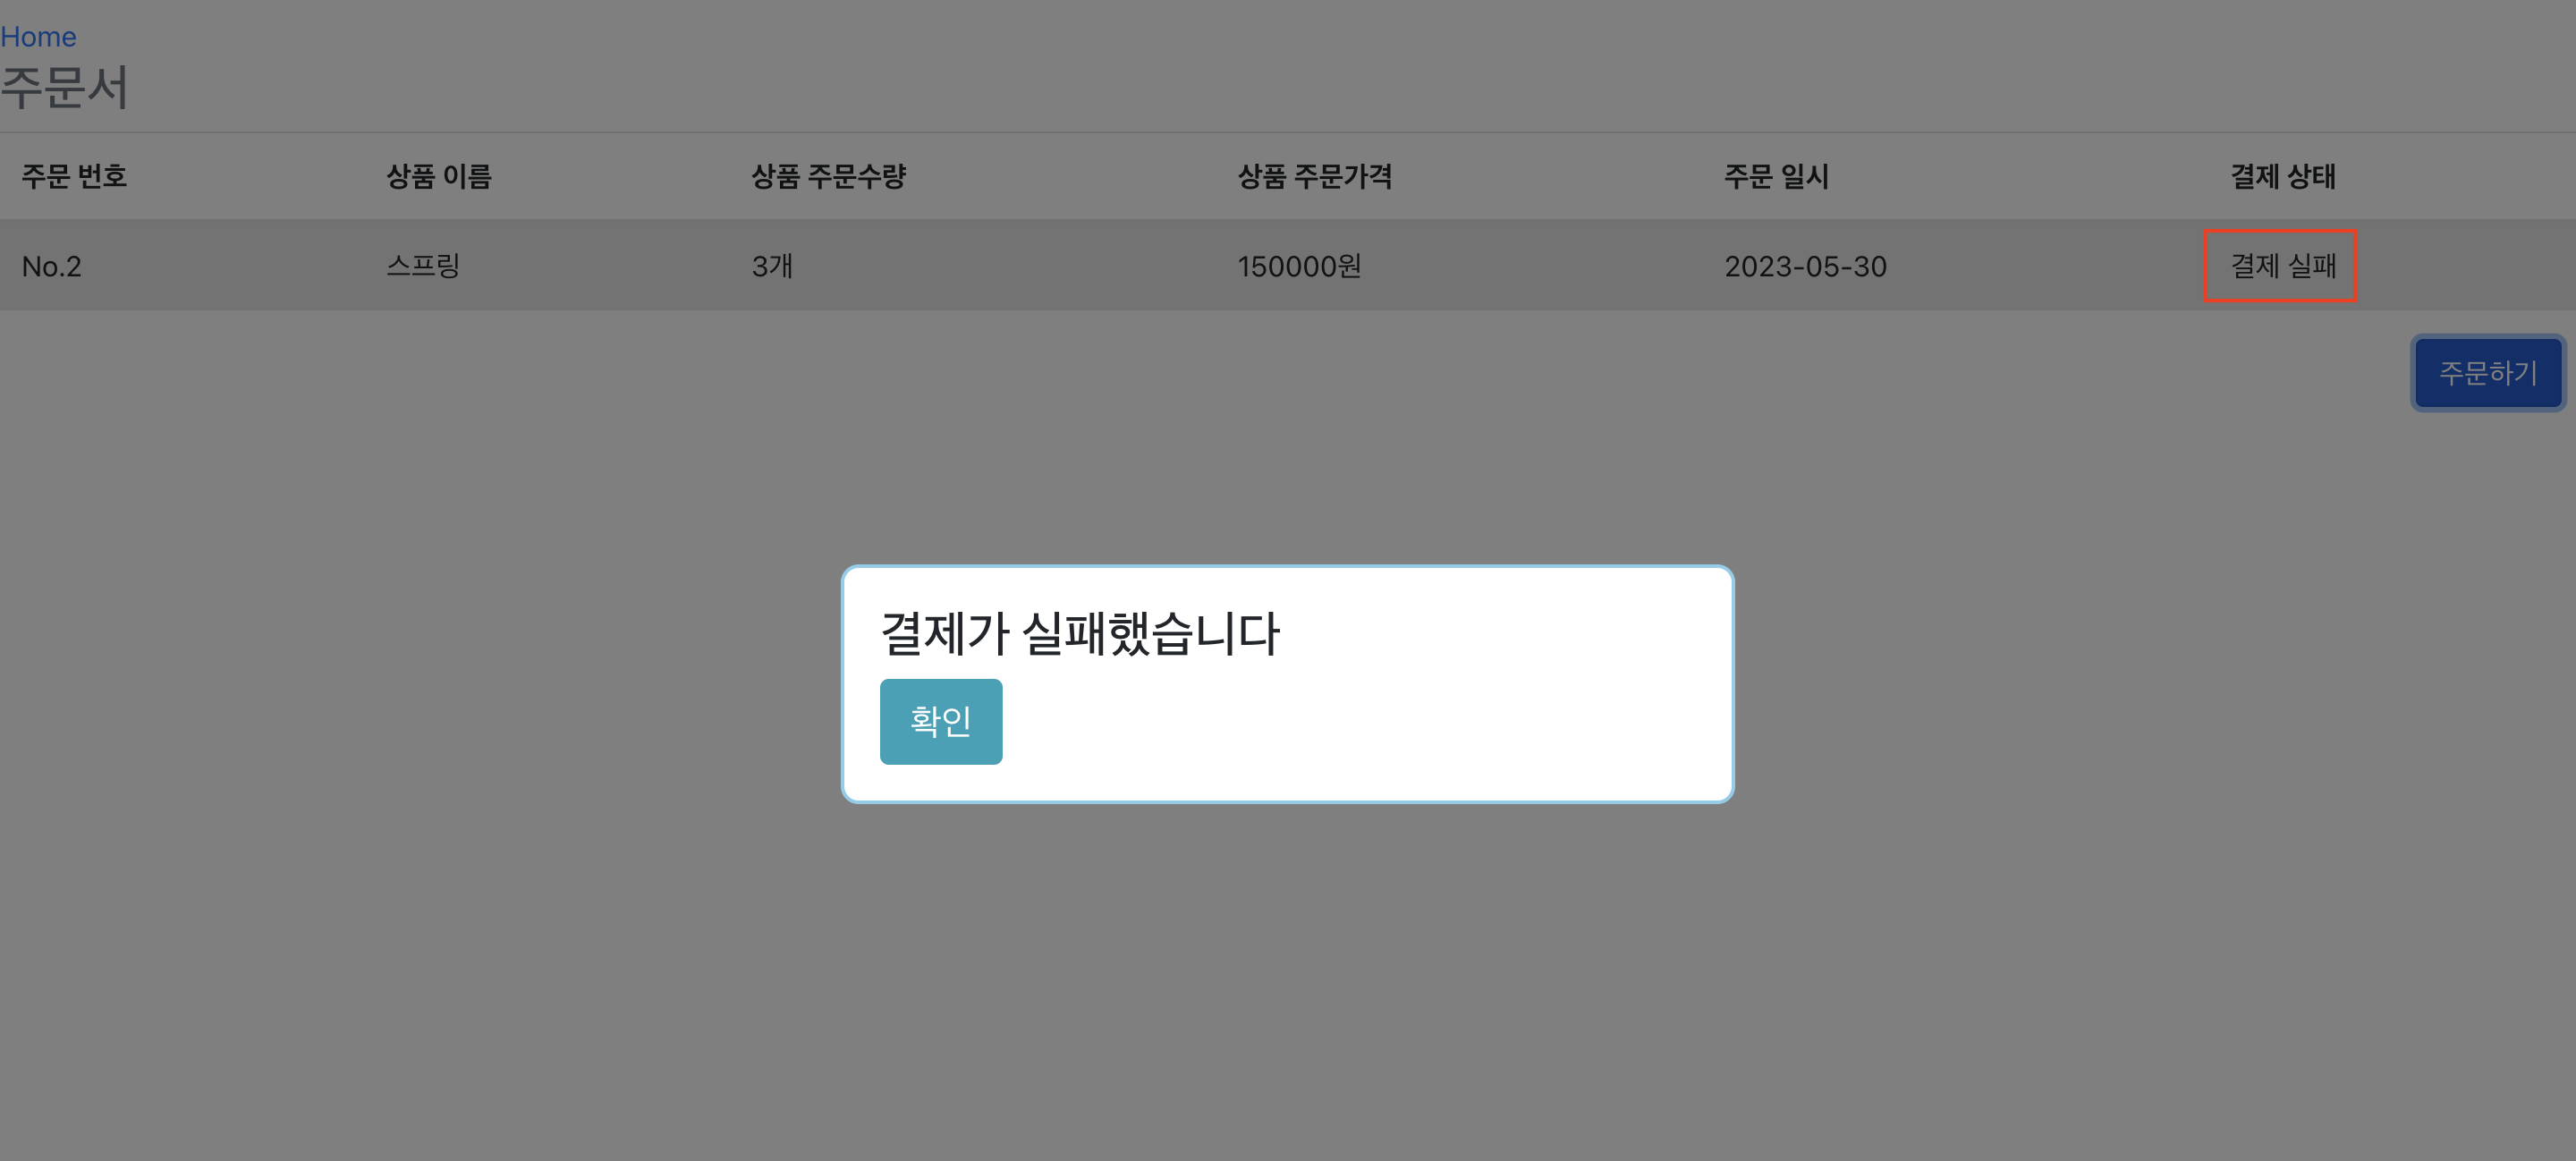 Home
주문서
주문 번호 상품 이름 상품 주문수량 상품 주문가격 주문 일시 결제 상태
No.2 스프링 3개 150000원 2023-05-30 결제 실패
주문하기
결제가 실패했습니다
확인